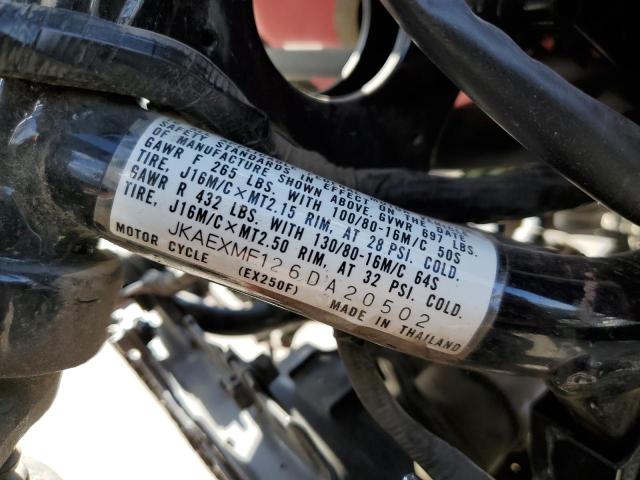 SAFETY STANDARDS IN EFFECT ON THE DATE
OF MANUFACTURE SHOWN ABOVE. GVWR 697 LBS.
GAWR F 265 LBS. WITH 100/80-16M/C 50S
TIRE, J16M/C×MT2.15 RIM, AT 28 PSI. COLD.
GAWR R 432 LBS. WITH 130/80-16M/C 64S
TIRE, J16M/C×MT2.50 RIM, AT 32 PSI. COLD.
JKAEXMF126DA20502
MOTOR CYCLE (EX250F) MADE IN THAILAND